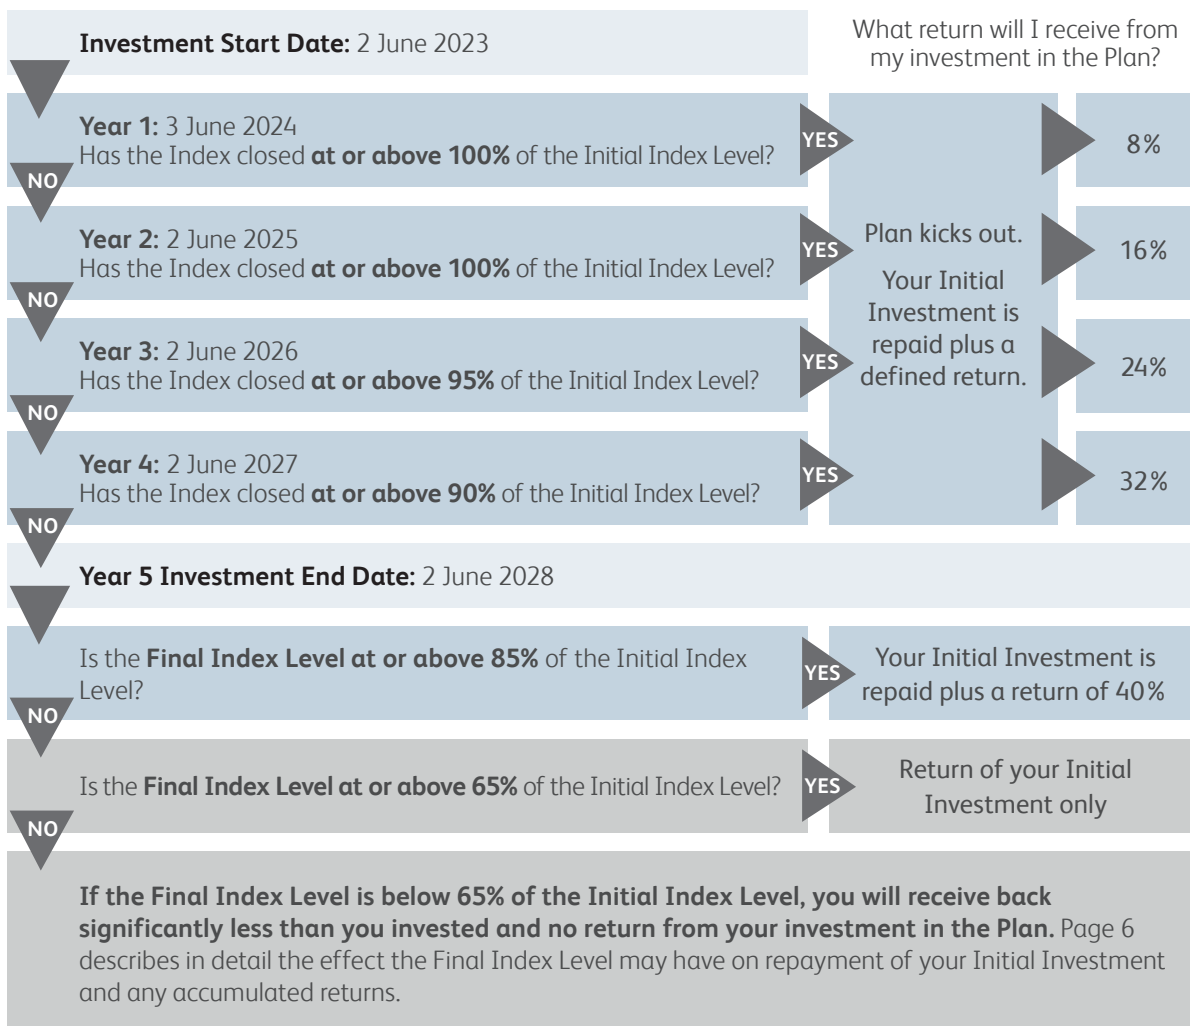 Investment Start Date: 2 June 2023
What return will I receive from
my investment in the Plan?
Year 1: 3 June 2024
Has the Index closed at or above 100% of the Initial Index Level?
YES
8%
NO
Year 2: 2 June 2025
Has the Index closed at or above 100% of the Initial Index Level?
YES
16%
NO
Year 3: 2 June 2026
Has the Index closed at or above 95% of the Initial Index Level?
YES
24%
NO
Year 4: 2 June 2027
Has the Index closed at or above 90% of the Initial Index Level?
YES
32%
NO
Plan kicks out.
Your Initial
Investment is
repaid plus a
defined return.
Year 5 Investment End Date: 2 June 2028
Is the Final Index Level at or above 85% of the Initial Index
Level?
YES
Your Initial Investment is
repaid plus a return of 40%
NO
Is the Final Index Level at or above 65% of the Initial Index Level?
YES
Return of your Initial
Investment only
NO
If the Final Index Level is below 65% of the Initial Index Level, you will receive back
significantly less than you invested and no return from your investment in the Plan. Page 6
describes in detail the effect the Final Index Level may have on repayment of your Initial Investment
and any accumulated returns.